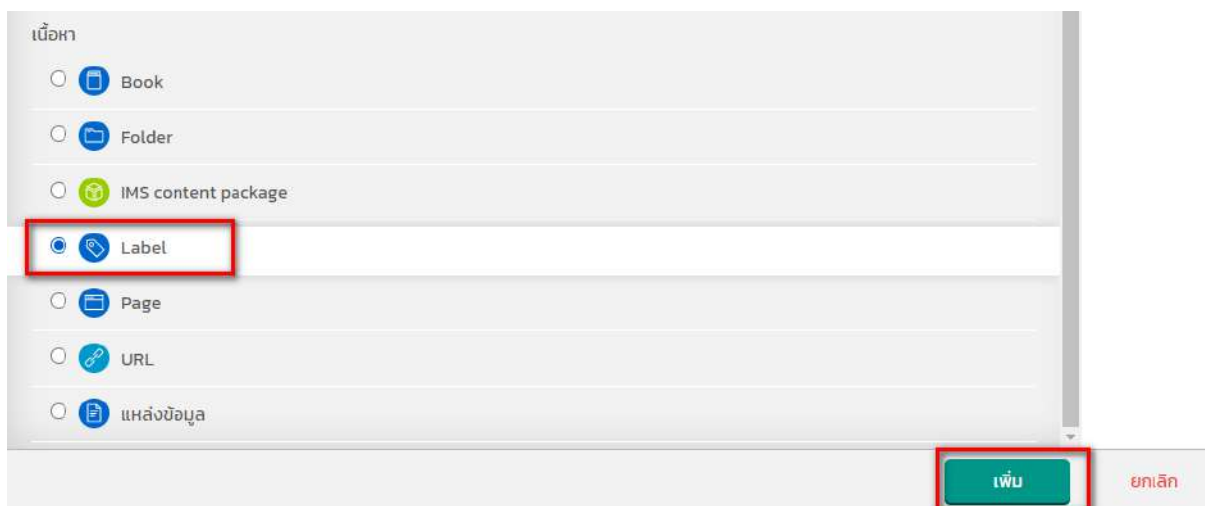 เนื้อหา
Book
Folder
IMS content package
Label
Page
URL
แหล่งข้อมูล
เพิ่ม
ยกเลิก